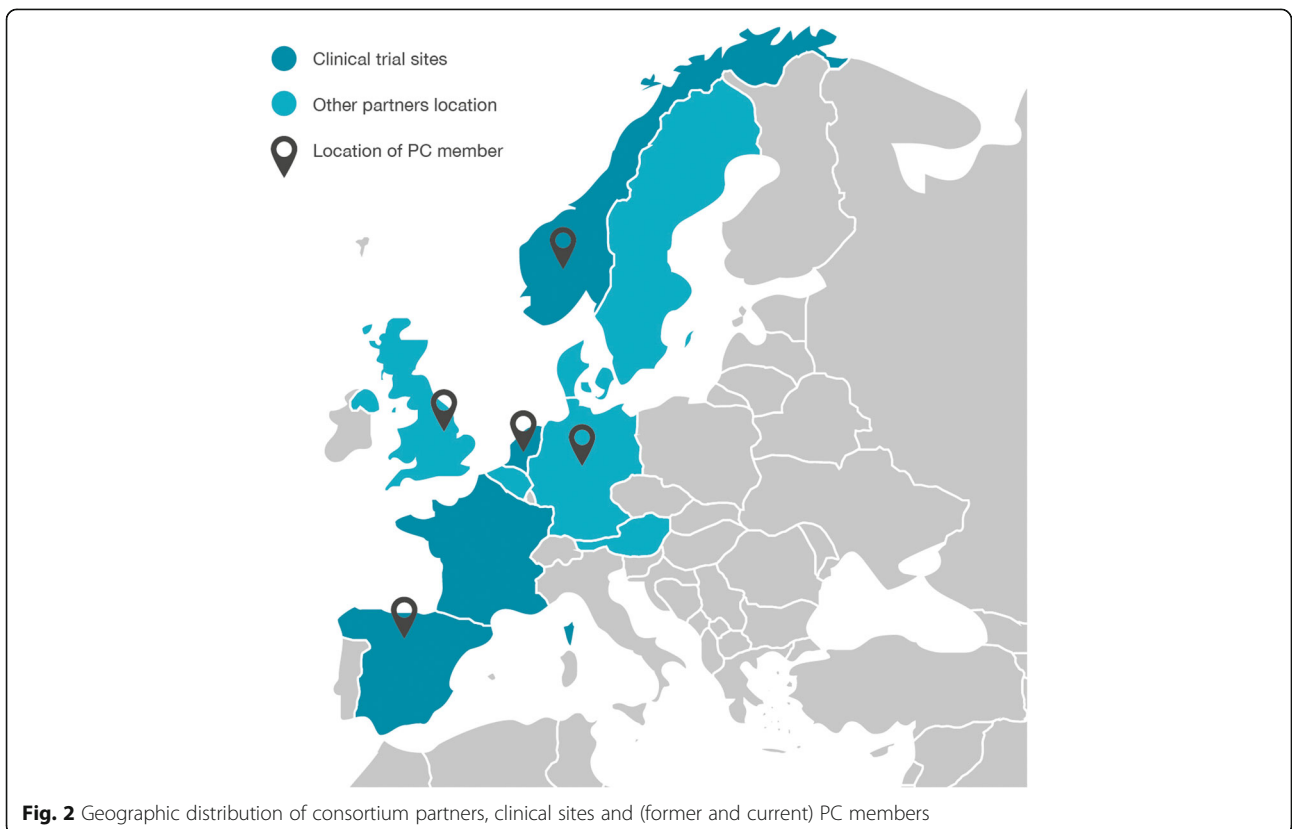 Clinical trial sites
Other partners location
Location of PC member
Fig. 2 Geographic distribution of consortium partners, clinical sites and (former and current) PC members